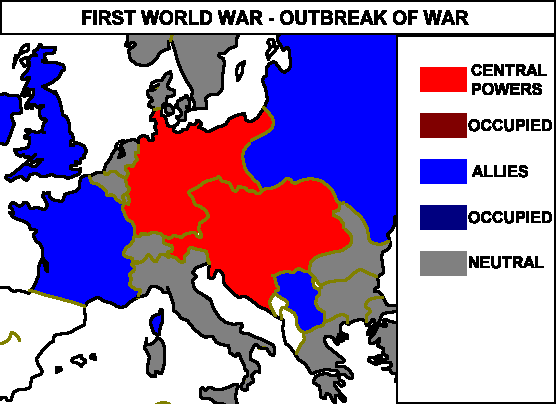 FIRST WORLD WAR - OUTBREAK OF WAR
CENTRAL
POWERS
OCCUPIED
ALLIES
OCCUPIED
NEUTRAL